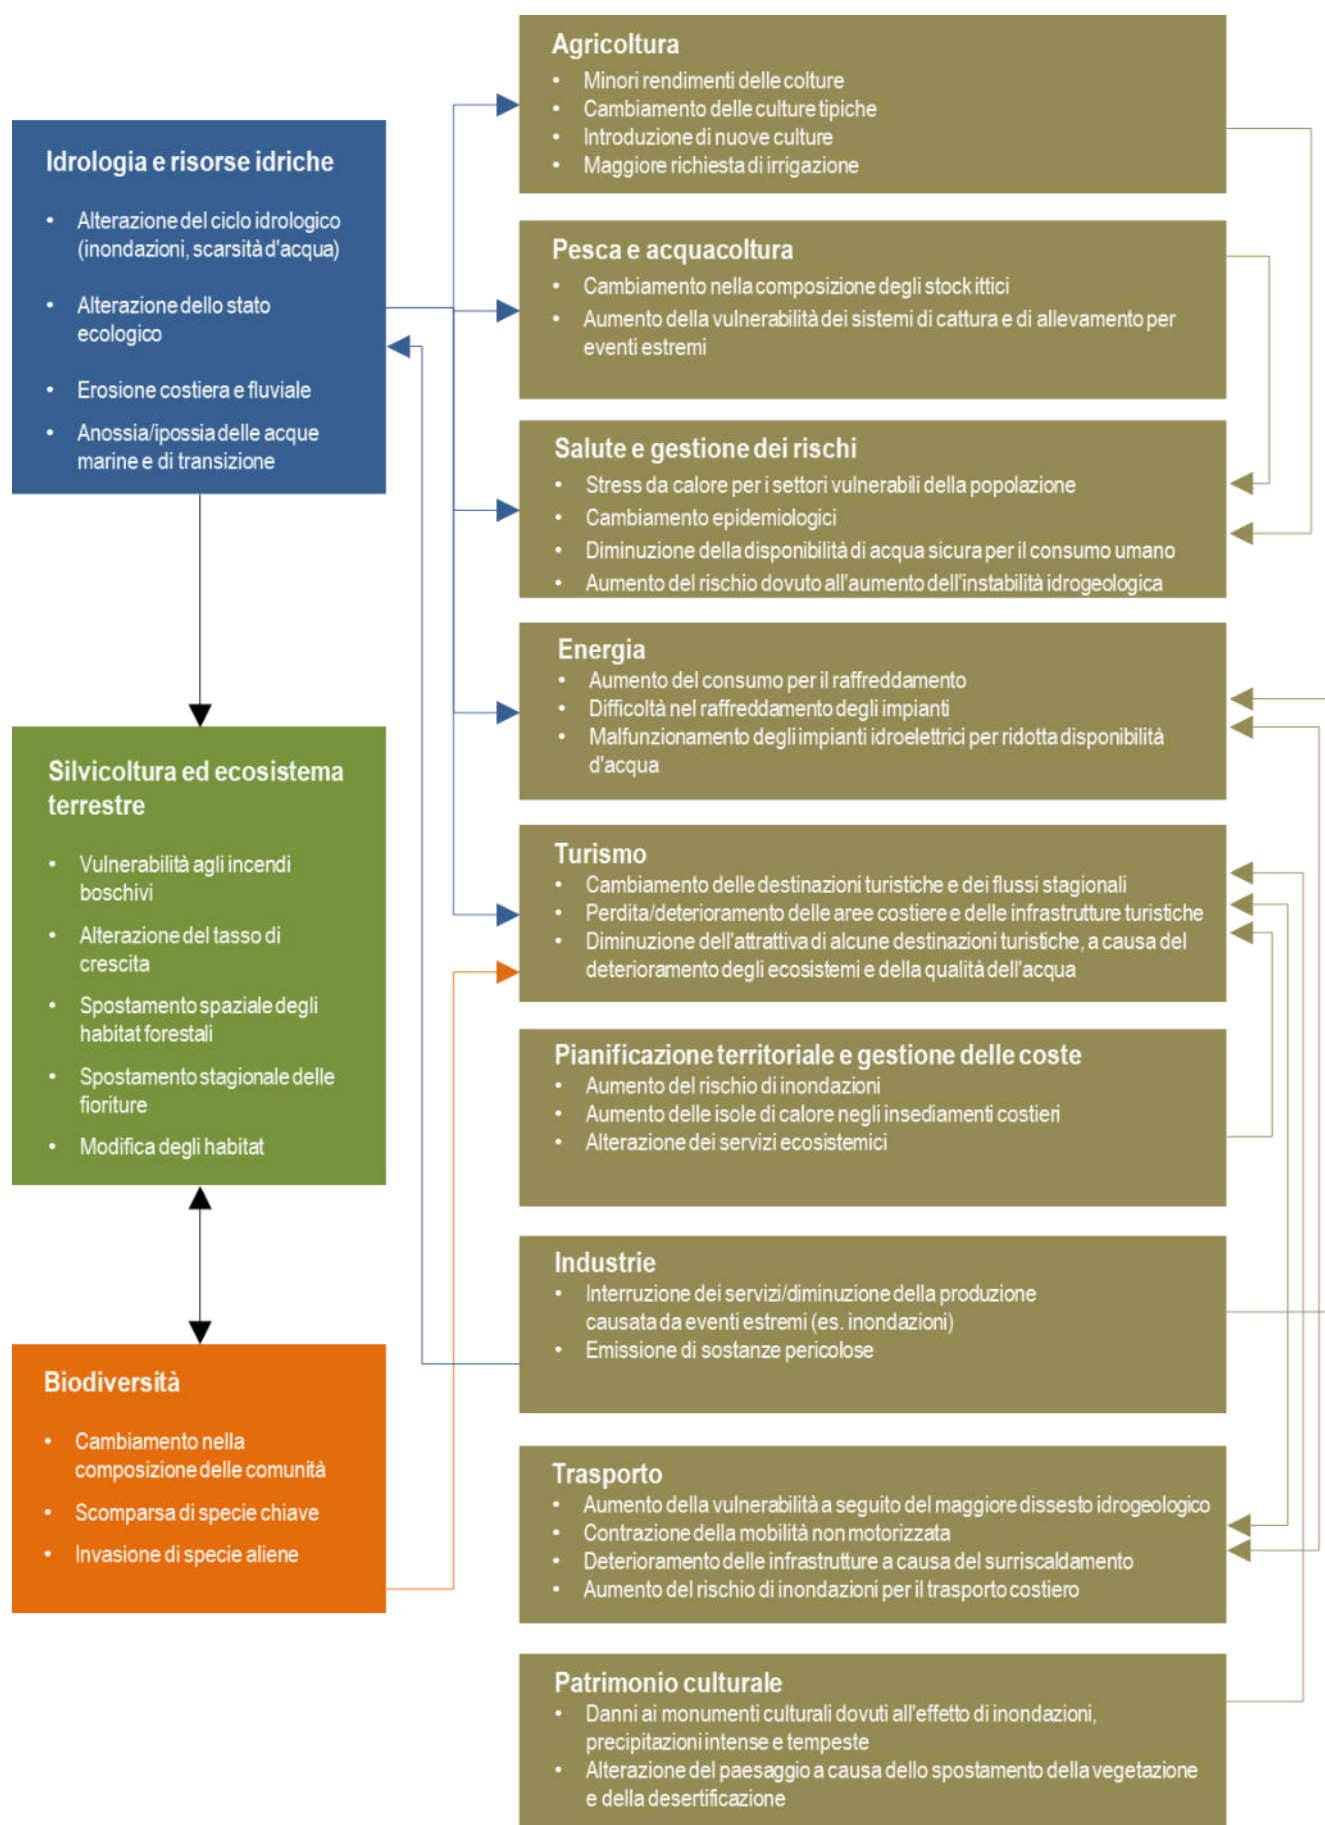 Idrologia e risorse idriche
• Alterazione del ciclo idrologico
(inondazioni, scarsità d'acqua)
• Alterazione dello stato
ecologico
• Erosione costiera e fluviale
• Anossia/ipossia delle acque
marine e di transizione
Silvicoltura ed ecosistema
terrestre
• Vulnerabilità agli incendi
boschivi
• Alterazione del tasso di
crescita
• Spostamento spaziale degli
habitat forestali
• Spostamento stagionale delle
fioriture
• Modifica degli habitat
Biodiversità
• Cambiamento nella
composizione delle comunità
• Scomparsa di specie chiave
• Invasione di specie aliene
Agricoltura
• Minori rendimenti delle colture
• Cambiamento delle culture tipiche
• Introduzione di nuove culture
• Maggiore richiesta di irrigazione
Pesca e acquacoltura
• Cambiamento nella composizione degli stock ittici
• Aumento della vulnerabilità dei sistemi di cattura e di allevamento per
eventi estremi
Salute e gestione dei rischi
• Stress da calore per i settori vulnerabili della popolazione
• Cambiamento epidemiologici
• Diminuzione della disponibilità di acqua sicura per il consumo umano
• Aumento del rischio dovuto all'aumento dell'instabilità idrogeologica
Energia
• Aumento del consumo per il raffreddamento
• Difficoltà nel raffreddamento degli impianti
• Malfunzionamento degli impianti idroelettrici per ridotta disponibilità
d'acqua
Turismo
• Cambiamento delle destinazioni turistiche e dei flussi stagionali
• Perdita/deterioramento delle aree costiere e delle infrastrutture turistiche
• Diminuzione dell'attrattiva di alcune destinazioni turistiche, a causa del
deterioramento degli ecosistemi e della qualità dell'acqua
Pianificazione territoriale e gestione delle coste
• Aumento del rischio di inondazioni
• Aumento delle isole di calore negli insediamenti costieri
• Alterazione dei servizi ecosistemici
Industrie
• Interruzione dei servizi/diminuzione della produzione
causata da eventi estremi (es. inondazioni)
• Emissione di sostanze pericolose
Trasporto
• Aumento della vulnerabilità a seguito del maggiore dissesto idrogeologico
• Contrazione della mobilità non motorizzata
• Deterioramento delle infrastrutture a causa del surriscaldamento
• Aumento del rischio di inondazioni per il trasporto costiero
Patrimonio culturale
• Danni ai monumenti culturali dovuti all'effetto di inondazioni,
precipitazioni intense e tempeste
• Alterazione del paesaggio a causa dello spostamento della vegetazione
e della desertificazione